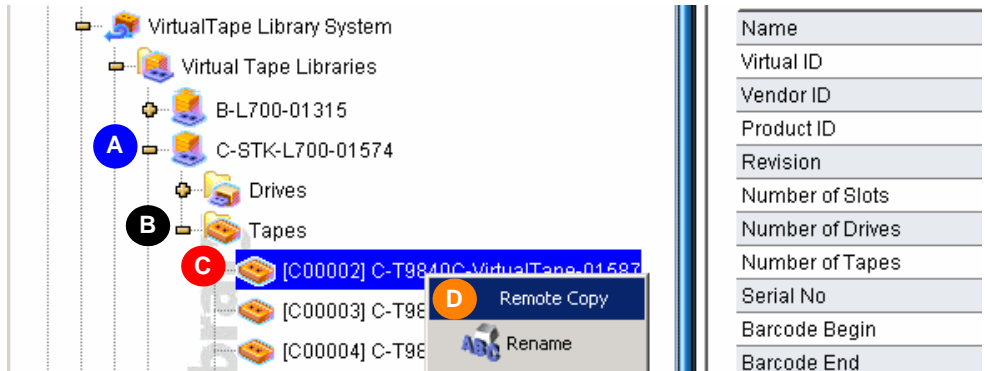 VirtualTape Library System
Virtual Tape Libraries
B-L700-01315
A C-STK-L700-01574
Drives
B Tapes
C [C00002] C-T9840C-VirtualTape-01587
D Remote Copy
[C00003] C-T98
ABC Rename
[C00004] C-T98
Name
Virtual ID
Vendor ID
Product ID
Revision
Number of Slots
Number of Drives
Number of Tapes
Serial No
Barcode Begin
Barcode End